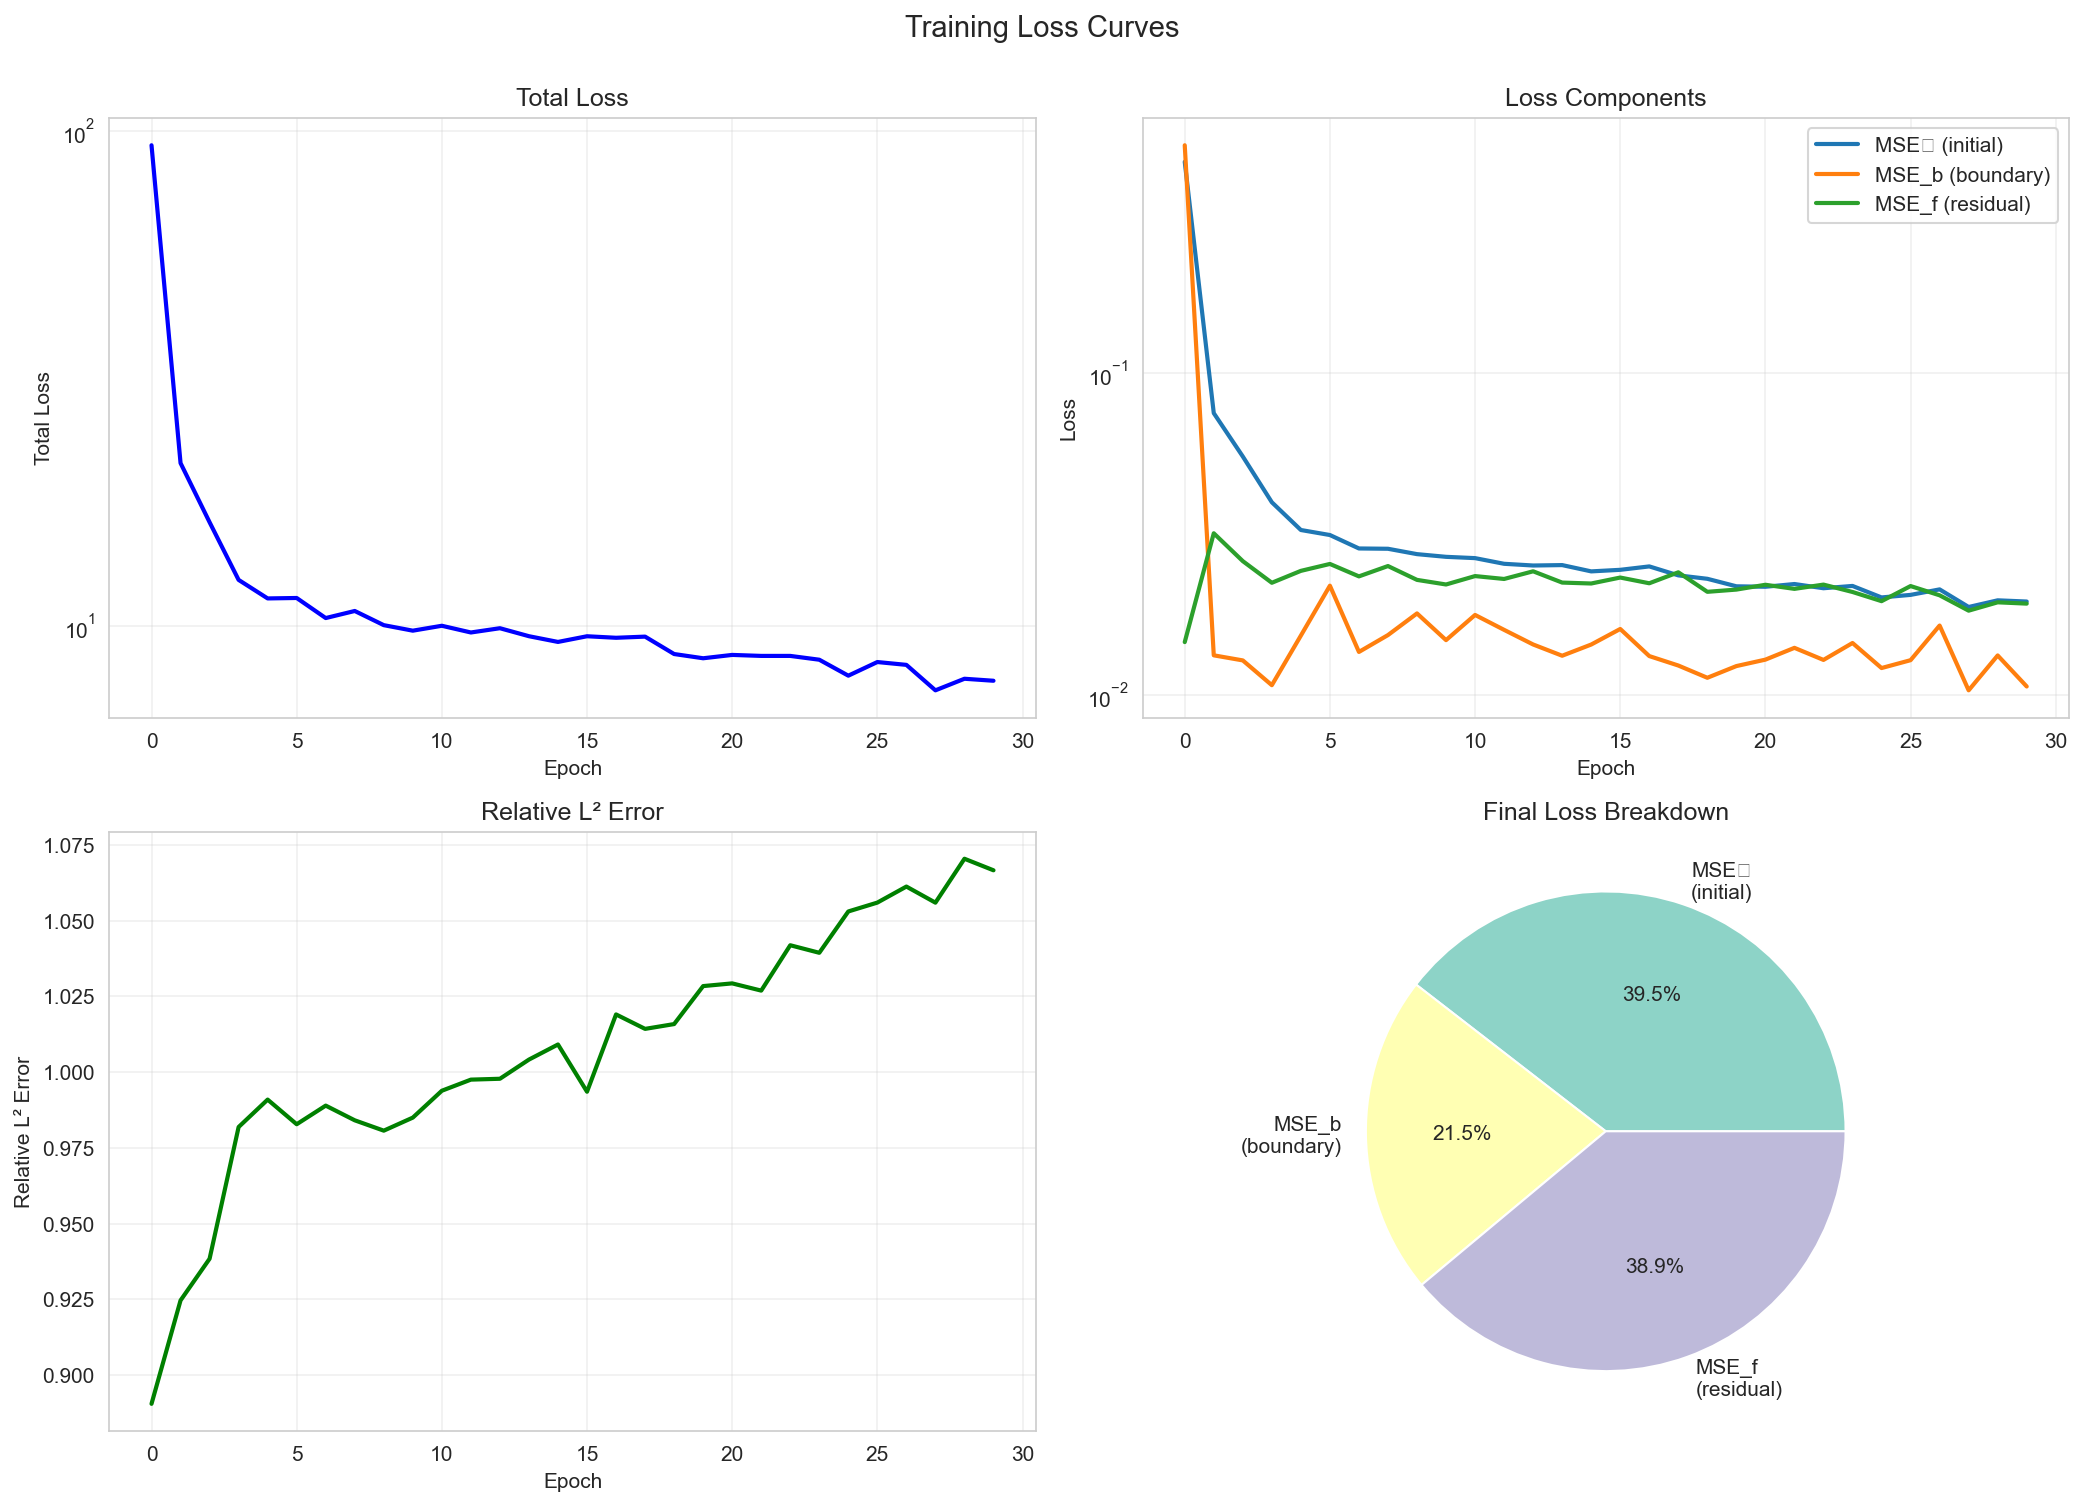 Training Loss Curves
Total Loss
10²
10¹
Total Loss
0 5 10 15 20 25 30
Epoch
Loss Components
MSE□ (initial)
MSE_b (boundary)
MSE_f (residual)
10⁻¹
10⁻²
Loss
0 5 10 15 20 25 30
Epoch
Relative L² Error
1.075
1.050
1.025
1.000
0.975
0.950
0.925
0.900
Relative L² Error
0 5 10 15 20 25 30
Epoch
Final Loss Breakdown
MSE□
(initial)
39.5%
MSE_b
(boundary)
21.5%
38.9%
MSE_f
(residual)